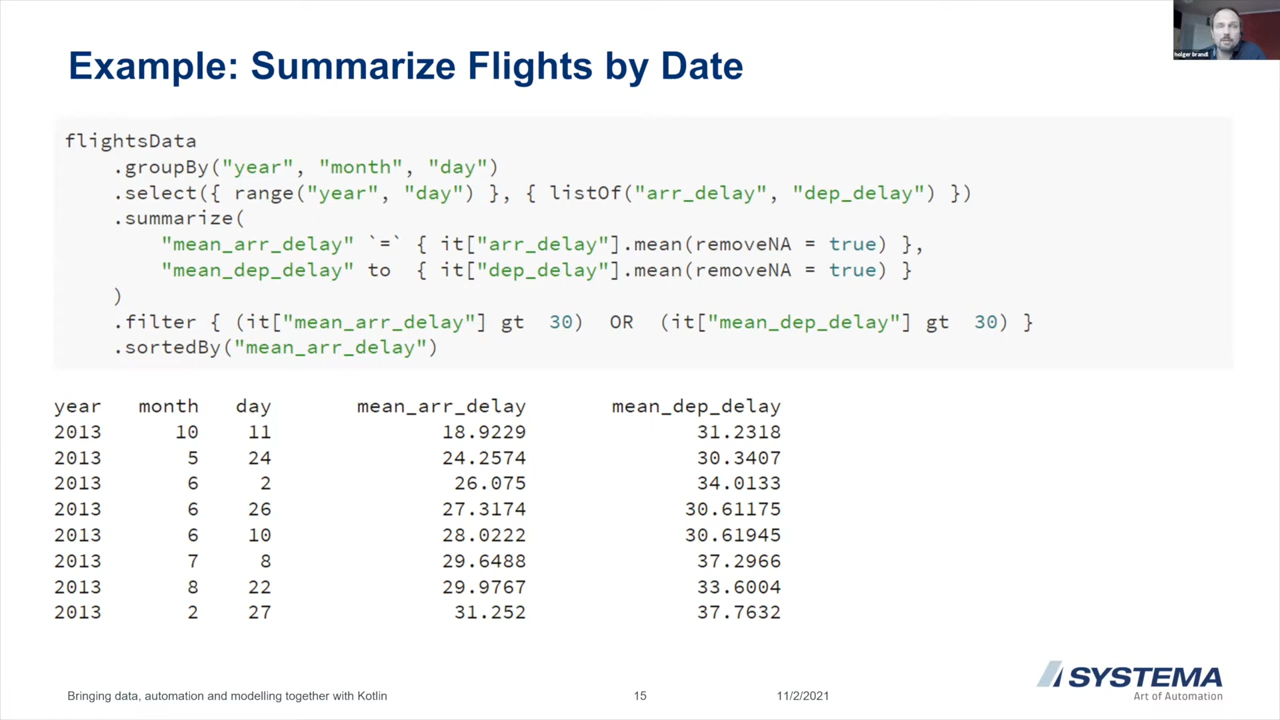 holger brandl
Example: Summarize Flights by Date
flightsData
.groupBy("year", "month", "day")
.select({ range("year", "day") }, { listOf("arr_delay", "dep_delay") })
.summarize(
"mean_arr_delay" `=` { it["arr_delay"].mean(removeNA = true) },
"mean_dep_delay" to { it["dep_delay"].mean(removeNA = true) }
)
.filter { (it["mean_arr_delay"] gt 30) OR (it["mean_dep_delay"] gt 30) }
.sortedBy("mean_arr_delay")
year month day mean_arr_delay mean_dep_delay
2013 10 11 18.9229 31.2318
2013 5 24 24.2574 30.3407
2013 6 2 26.075 34.0133
2013 6 26 27.3174 30.61175
2013 6 10 28.0222 30.61945
2013 7 8 29.6488 37.2966
2013 8 22 29.9767 33.6004
2013 2 27 31.252 37.7632
SYSTEMA
Art of Automation
Bringing data, automation and modelling together with Kotlin 15 11/2/2021